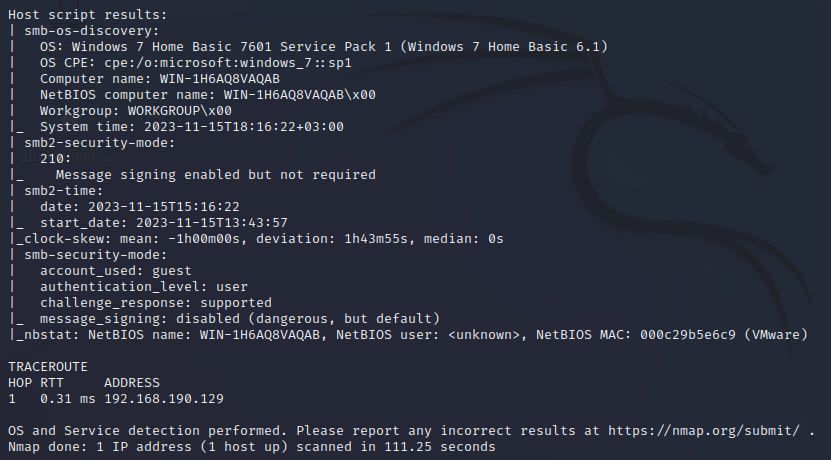 Host script results:
| smb-os-discovery:
|   OS: Windows 7 Home Basic 7601 Service Pack 1 (Windows 7 Home Basic 6.1)
|   OS CPE: cpe:/o:microsoft:windows_7::sp1
|   Computer name: WIN-1H6AQ8VAQAB
|   NetBIOS computer name: WIN-1H6AQ8VAQAB\x00
|   Workgroup: WORKGROUP\x00
|_  System time: 2023-11-15T18:16:22+03:00
| smb2-security-mode:
|   210:
|_    Message signing enabled but not required
| smb2-time:
|   date: 2023-11-15T15:16:22
|_  start_date: 2023-11-15T13:43:57
|_clock-skew: mean: -1h00m00s, deviation: 1h43m55s, median: 0s
| smb-security-mode:
|   account_used: guest
|   authentication_level: user
|   challenge_response: supported
|_  message_signing: disabled (dangerous, but default)
|_nbstat: NetBIOS name: WIN-1H6AQ8VAQAB, NetBIOS user: <unknown>, NetBIOS MAC: 000c29b5e6c9 (VMware)
TRACEROUTE
HOP RTT     ADDRESS
1   0.31 ms 192.168.190.129
OS and Service detection performed. Please report any incorrect results at https://nmap.org/submit/ .
Nmap done: 1 IP address (1 host up) scanned in 111.25 seconds